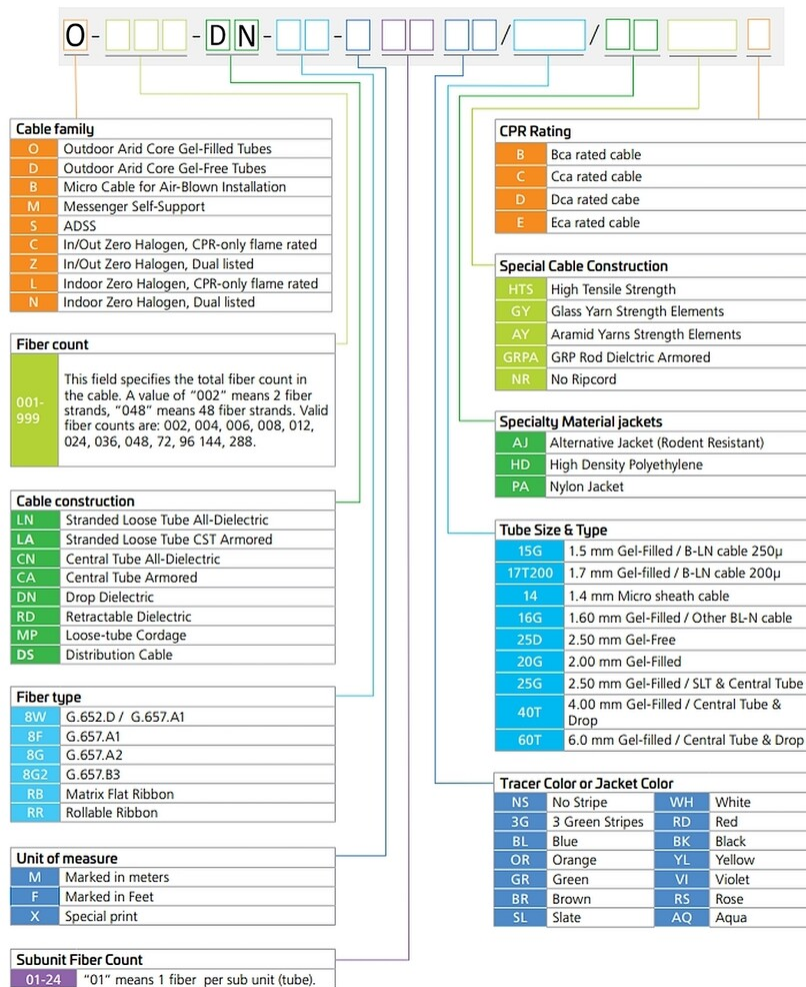 O - - D N - - / /
Cable family
O Outdoor Arid Core Gel-Filled Tubes
D Outdoor Arid Core Gel-Free Tubes
B Micro Cable for Air-Blown Installation
M Messenger Self-Support
S ADSS
C In/Out Zero Halogen, CPR-only flame rated
Z In/Out Zero Halogen, Dual listed
L Indoor Zero Halogen, CPR-only flame rated
N Indoor Zero Halogen, Dual listed
Fiber count
001-
999
This field specifies the total fiber count in
the cable. A value of "002" means 2 fiber
strands, "048" means 48 fiber strands. Valid
fiber counts are: 002, 004, 006, 008, 012,
024, 036, 048, 72, 96 144, 288.
Cable construction
LN Stranded Loose Tube All-Dielectric
LA Stranded Loose Tube CST Armored
CN Central Tube All-Dielectric
CA Central Tube Armored
DN Drop Dielectric
RD Retractable Dielectric
MP Loose-tube Cordage
DS Distribution Cable
Fiber type
8W G.652.D / G.657.A1
8F G.657.A1
8G G.657.A2
8G2 G.657.B3
RB Matrix Flat Ribbon
RR Rollable Ribbon
Unit of measure
M Marked in meters
F Marked in Feet
X Special print
Subunit Fiber Count
01-24 "01" means 1 fiber per sub unit (tube).
CPR Rating
B Bca rated cable
C Cca rated cable
D Dca rated cabe
E Eca rated cable
Special Cable Construction
HTS High Tensile Strength
GY Glass Yarn Strength Elements
AY Aramid Yarns Strength Elements
GRPA GRP Rod Dielctric Armored
NR No Ripcord
Specialty Material jackets
AJ Alternative Jacket (Rodent Resistant)
HD High Density Polyethylene
PA Nylon Jacket
Tube Size & Type
15G 1.5 mm Gel-Filled / B-LN cable 250µ
17T200 1.7 mm Gel-filled / B-LN cable 200µ
14 1.4 mm Micro sheath cable
16G 1.60 mm Gel-Filled / Other BL-N cable
25D 2.50 mm Gel-Free
20G 2.00 mm Gel-Filled
25G 2.50 mm Gel-Filled / SLT & Central Tube
40T 4.00 mm Gel-Filled / Central Tube &
Drop
60T 6.0 mm Gel-filled / Central Tube & Drop
Tracer Color or Jacket Color
NS No Stripe WH White
3G 3 Green Stripes RD Red
BL Blue BK Black
OR Orange YL Yellow
GR Green VI Violet
BR Brown RS Rose
SL Slate AQ Aqua